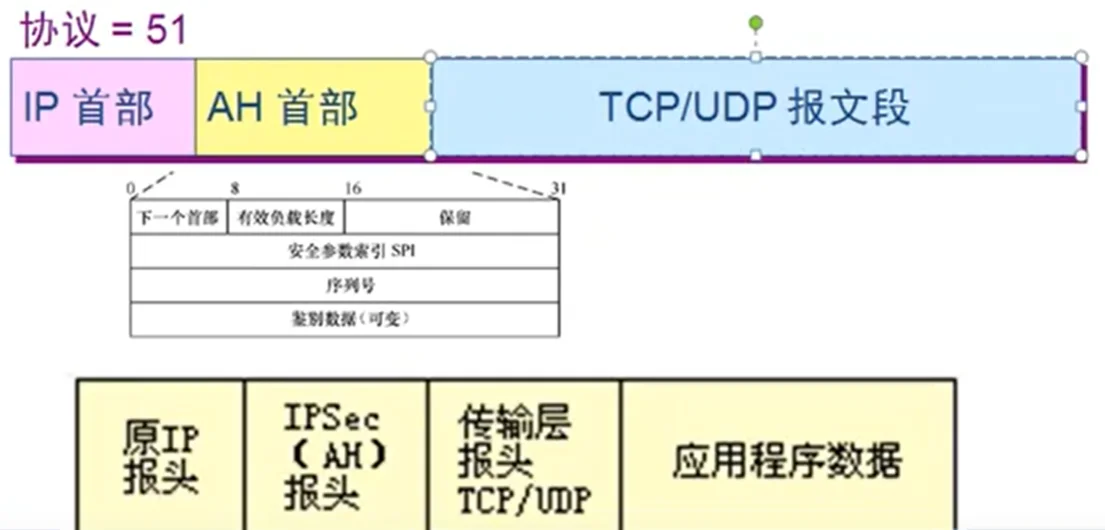 协议 = 51
IP 首部 AH 首部 TCP/UDP 报文段
0 8 16 31
下一个首部 有效负载长度 保留
安全参数索引 SPI
序列号
鉴别数据(可变)
原IP
报头
IPSec
(AH)
报头
传输层
报头
TCP/UDP
应用程序数据